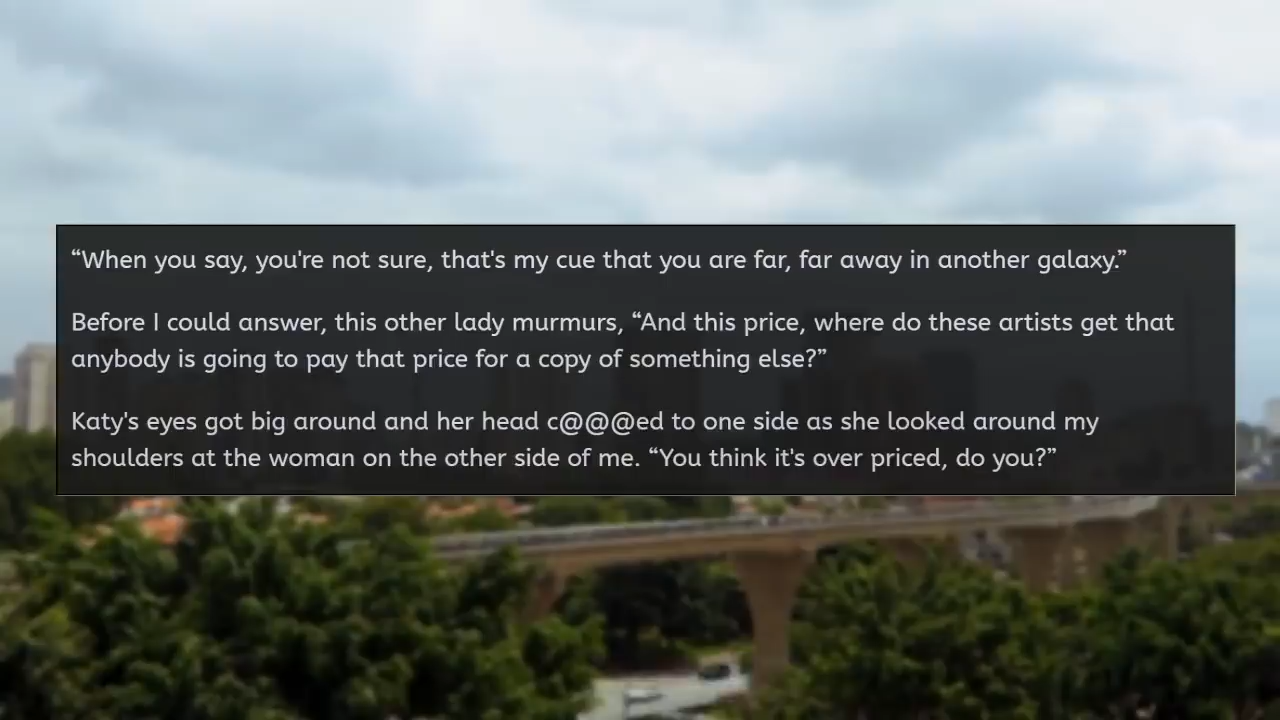 “When you say, you're not sure, that's my cue that you are far, far away in another galaxy.”
Before I could answer, this other lady murmurs, “And this price, where do these artists get that
anybody is going to pay that price for a copy of something else?”
Katy's eyes got big around and her head c@@@ed to one side as she looked around my
shoulders at the woman on the other side of me. “You think it's over priced, do you?”